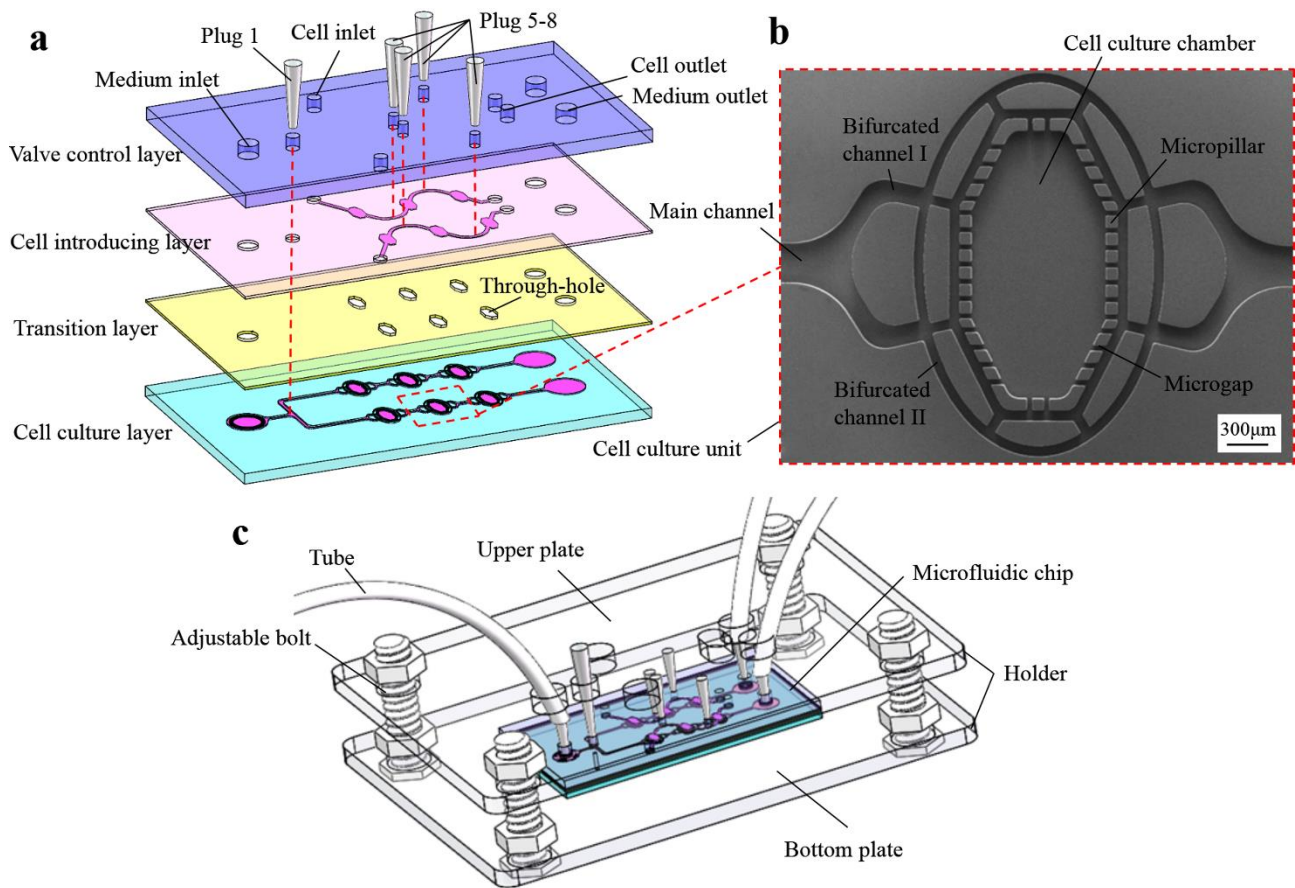 a
Plug 1
Cell inlet
Plug 5-8
Medium inlet
Cell outlet
Medium outlet
Valve control layer
Cell introducing layer
Through-hole
Transition layer
Cell culture layer
Cell culture unit
b
Cell culture chamber
Bifurcated
channel I
Micropillar
Main channel
Bifurcated
channel II
Microgap
300μm
c
Tube
Upper plate
Microfluidic chip
Adjustable bolt
Holder
Bottom plate